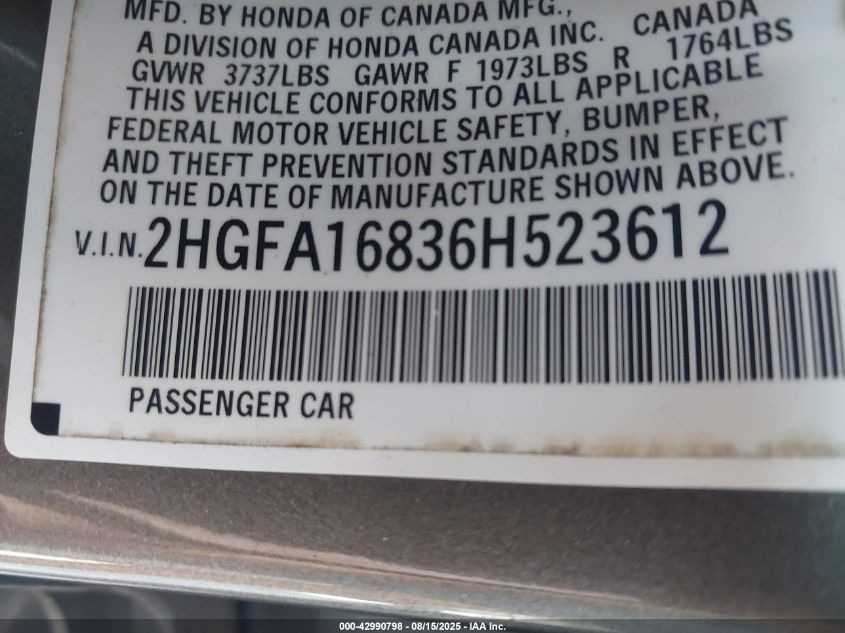 MFD. BY HONDA OF CANADA MFG.,
A DIVISION OF HONDA CANADA INC. CANADA
GVWR 3737LBS GAWR F 1973LBS R 1764LBS
THIS VEHICLE CONFORMS TO ALL APPLICABLE
FEDERAL MOTOR VEHICLE SAFETY, BUMPER,
AND THEFT PREVENTION STANDARDS IN EFFECT
ON THE DATE OF MANUFACTURE SHOWN ABOVE.
V.I.N. 2HGFA16836H523612
PASSENGER CAR
000-42990798 - 08/15/2025 - IAA Inc.